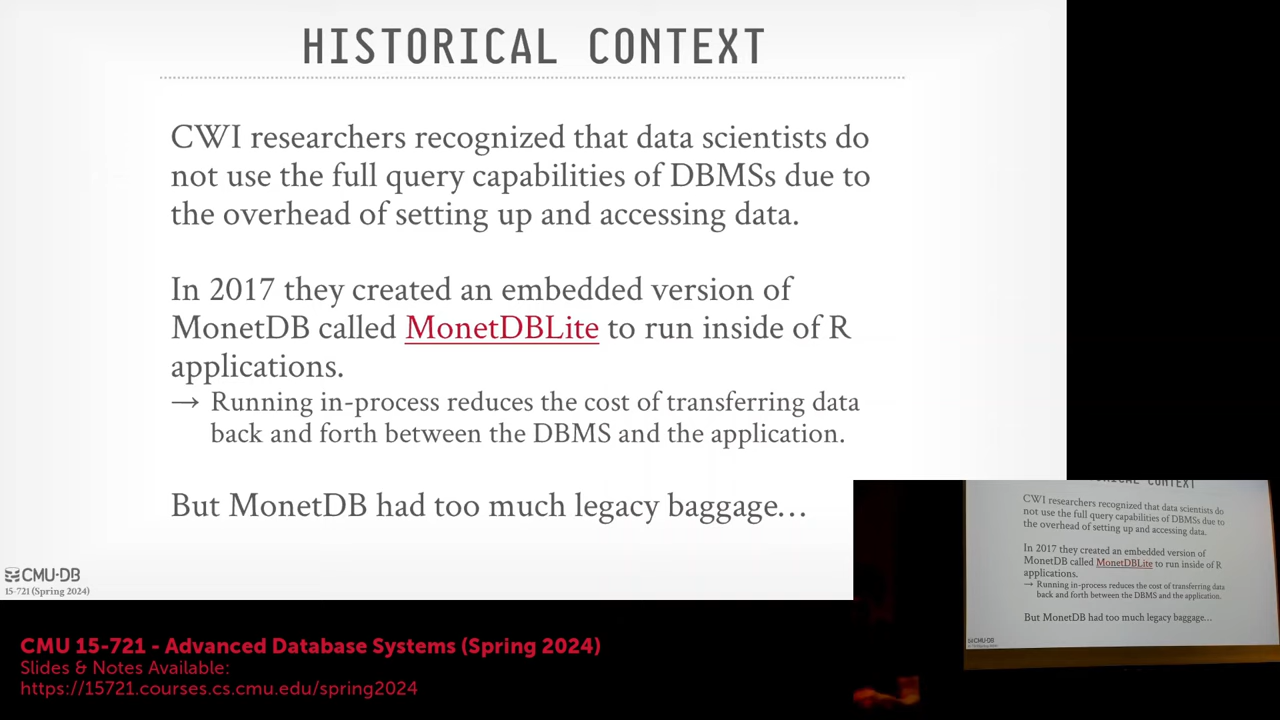 HISTORICAL CONTEXT
CWI researchers recognized that data scientists do
not use the full query capabilities of DBMSs due to
the overhead of setting up and accessing data.
In 2017 they created an embedded version of
MonetDB called MonetDBLite to run inside of R
applications.
→ Running in-process reduces the cost of transferring data
back and forth between the DBMS and the application.
But MonetDB had too much legacy baggage...
CMU·DB
15-721 (Spring 2024)
HISTORICAL CONTEXT
CWI researchers recognized that data scientists do
not use the full query capabilities of DBMSs due to
the overhead of setting up and accessing data.
In 2017 they created an embedded version of
MonetDB called MonetDBLite to run inside of R
applications.
→ Running in-process reduces the cost of transferring data
back and forth between the DBMS and the application.
But MonetDB had too much legacy baggage...
CMU·DB
CMU 15-721 - Advanced Database Systems (Spring 2024)
Slides & Notes Available:
https://15721.courses.cs.cmu.edu/spring2024